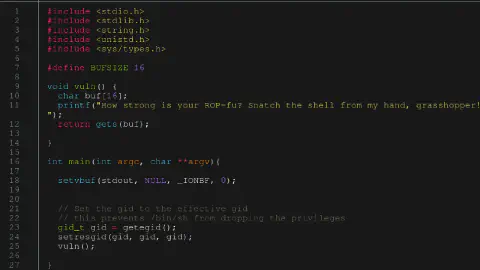 1 #include <stdio.h>
2 #include <stdlib.h>
3 #include <string.h>
4 #include <unistd.h>
5 #include <sys/types.h>
6
7 #define BUFSIZE 16
8
9 void vuln() {
10 char buf[16];
11 printf("How strong is your ROP-fu? Snatch the shell from my hand, grasshopper!
");
12 return gets(buf);
13
14 }
15
16 int main(int argc, char **argv){
17
18 setvbuf(stdout, NULL, _IONBF, 0);
19
20
21 // Set the gid to the effective gid
22 // this prevents /bin/sh from dropping the privileges
23 gid_t gid = getegid();
24 setresgid(gid, gid, gid);
25 vuln();
26
27 }